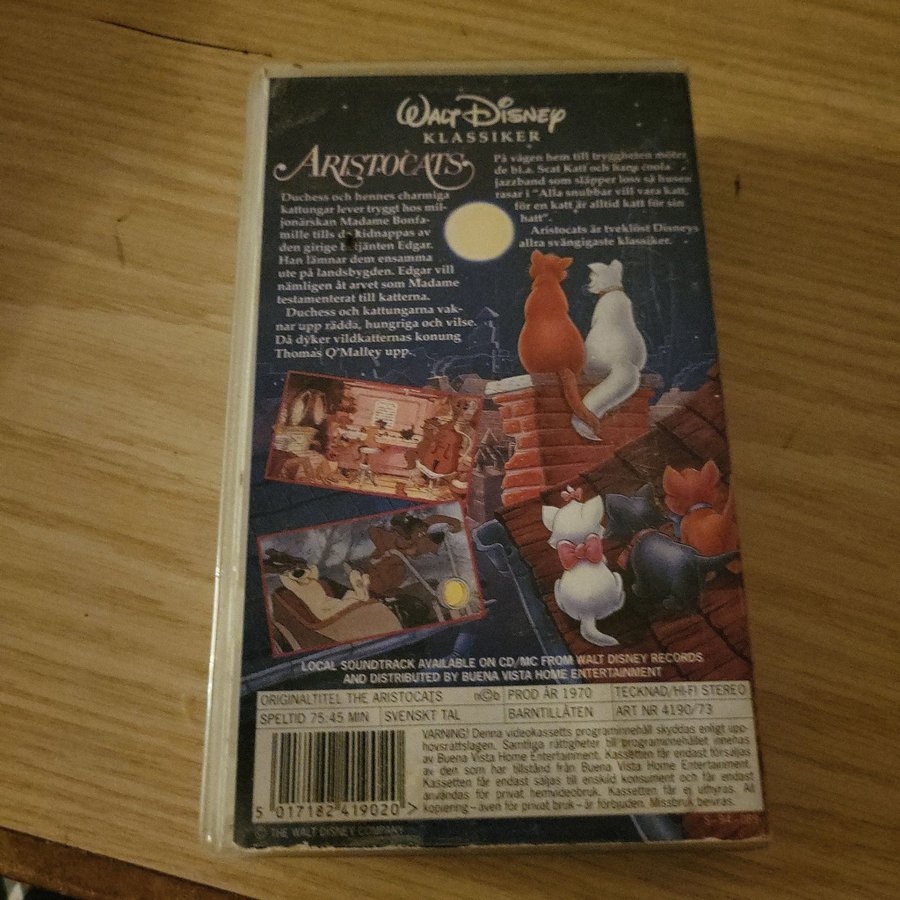 WALT DISNEY
KLASSIKER
ARISTOCATS
Duchess och hennes charmiga
kattungar lever tryggt hos mil-
jonärskan Madame Bonfa-
mille tills de kidnappas av
den girige betjänten Edgar.
Han lämnar dem ensamma
ute på landsbygden. Edgar vill
nämligen åt arvet som Madame
testamenterat till katterna.
Duchess och kattungarna vak-
nar upp rädda, hungriga och vilse.
Då dyker vildkatternas konung
Thomas O'Malley upp.
På vägen hem till tryggheten möter
de bl.a. Scat Katt och hans coola
jazzband som släpper loss så husen
rasar i "Alla snubbar vill vara katt,
för en katt är alltid katt för sin
hatt".
Aristocats är tveklöst Disneys
allra svängigaste klassiker.
LOCAL SOUNDTRACK AVAILABLE ON CD/MC FROM WALT DISNEY RECORDS
AND DISTRIBUTED BY BUENA VISTA HOME ENTERTAINMENT
ORIGINALTITEL THE ARISTOCATS PROD ÅR 1970 TECKNAD/HI-FI STEREO
SPELTID 75.45 MIN SVENSKT TAL BARNTILLÅTEN ART NR 4190/73
VARNING! Denna videokassetts programinnehåll skyddas enligt upp-
hovsrättslagen. Samtliga rättigheter till programinnehållet innehas
av Buena Vista Home Entertainment. Kassetten får endast försäljas
av den som har tillstånd från Buena Vista Home Entertainment.
Kassetten får endast säljas till enskild konsument och får endast
användas för privat hemvideobruk. Kassetten får ej uthyras. All
kopiering – även för privat bruk – är förbjuden. Missbruk beivras.
5 017182 419020 >
© THE WALT DISNEY COMPANY